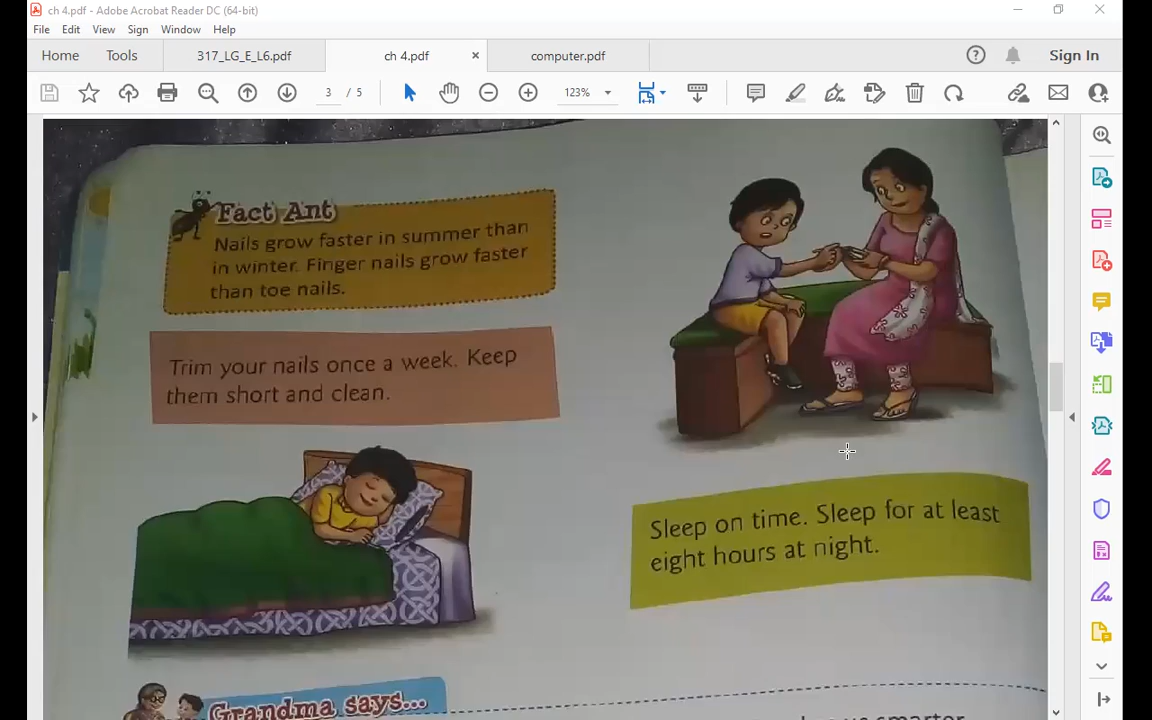 ch 4.pdf - Adobe Acrobat Reader DC (64-bit)
File Edit View Sign Window Help
Home Tools 317_LG_E_L6.pdf ch 4.pdf × computer.pdf Sign In
3 / 5 123%
Fact Ant
Nails grow faster in summer than
in winter. Finger nails grow faster
than toe nails.
Trim your nails once a week. Keep
them short and clean.
Sleep on time. Sleep for at least
eight hours at night.
Grandma says...
smarter